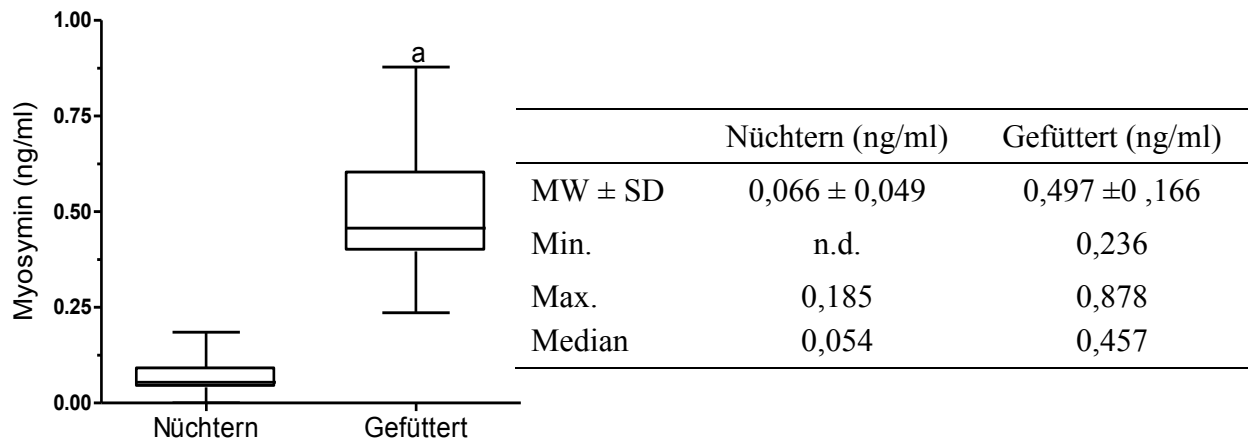 1.00
0.75
0.50
0.25
0.00
Myosymin (ng/ml)
a
Nüchtern
Gefüttert
Nüchtern (ng/ml) Gefüttert (ng/ml)
MW ± SD 0,066 ± 0,049 0,497 ±0 ,166
Min. n.d. 0,236
Max. 0,185 0,878
Median 0,054 0,457